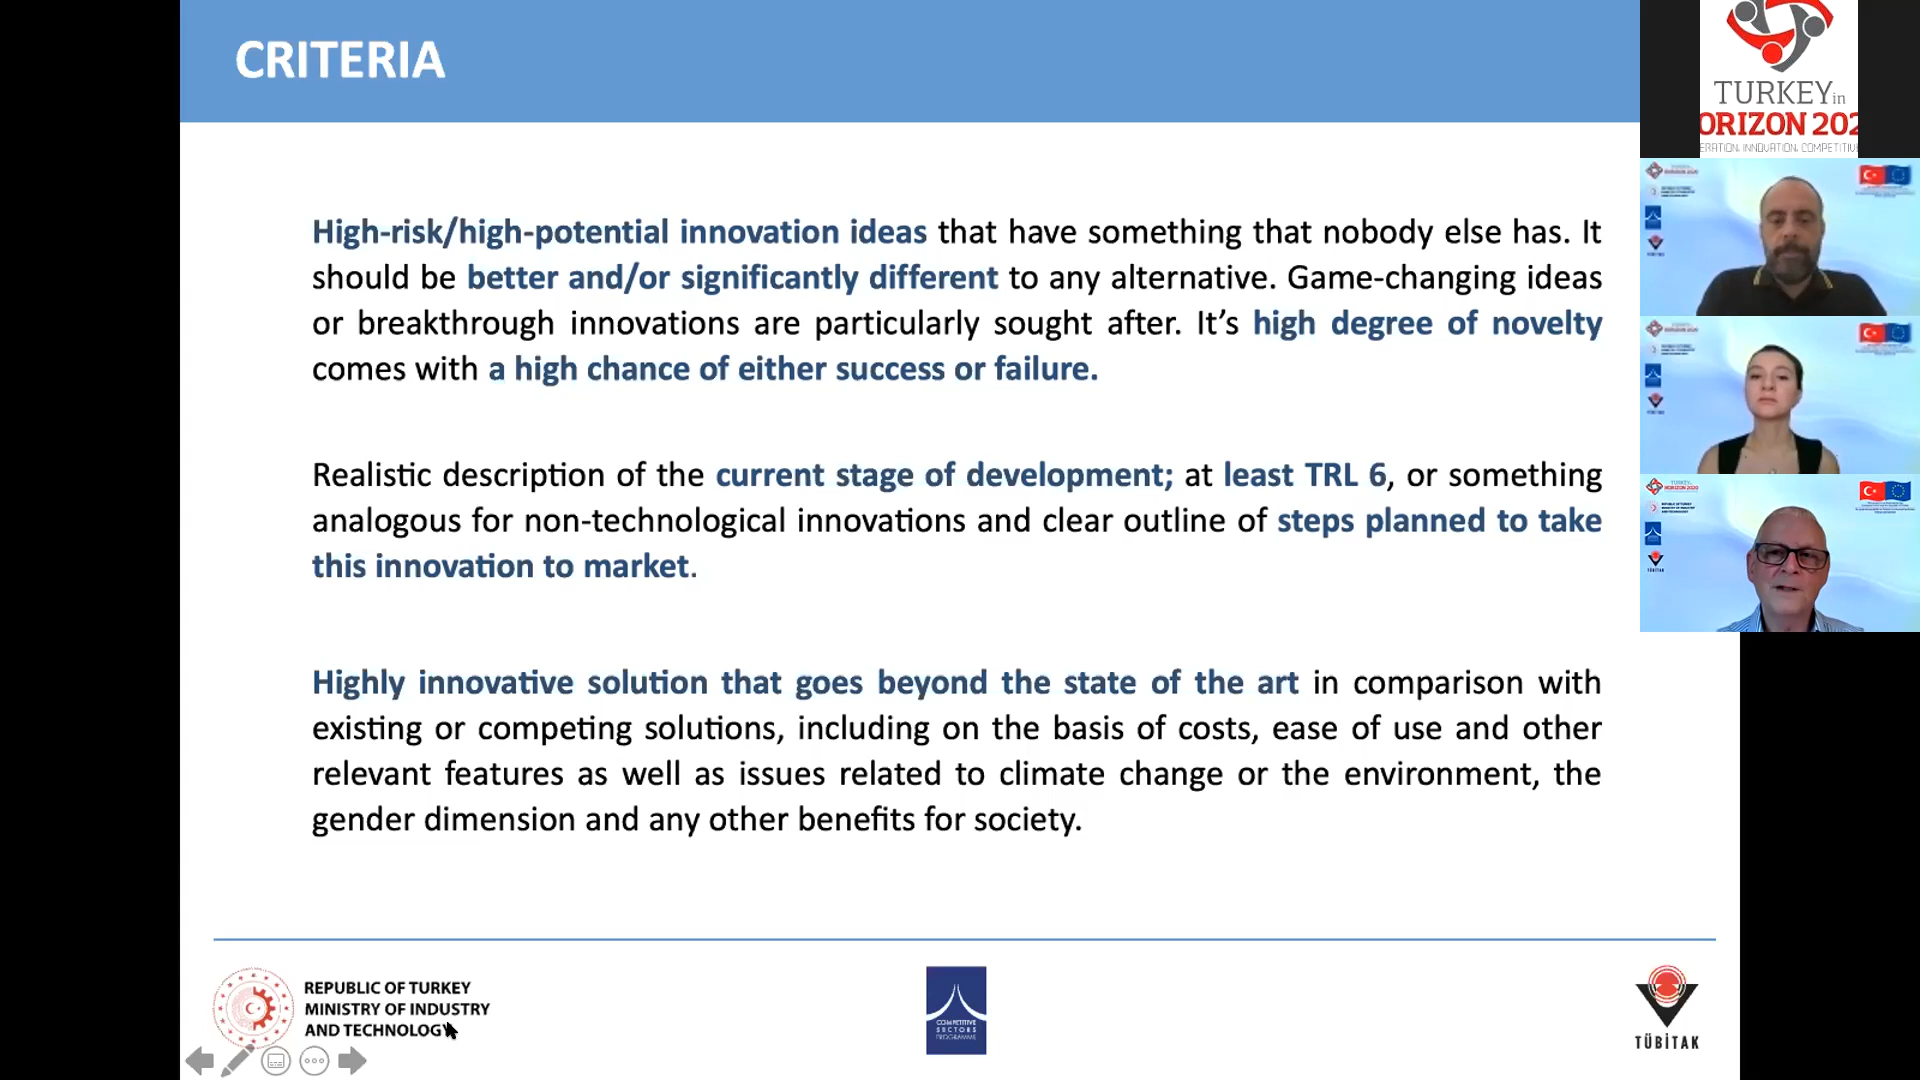 CRITERIA
High-risk/high-potential innovation ideas that have something that nobody else has. It
should be better and/or significantly different to any alternative. Game-changing ideas
or breakthrough innovations are particularly sought after. It’s high degree of novelty
comes with a high chance of either success or failure.
Realistic description of the current stage of development; at least TRL 6, or something
analogous for non-technological innovations and clear outline of steps planned to take
this innovation to market.
Highly innovative solution that goes beyond the state of the art in comparison with
existing or competing solutions, including on the basis of costs, ease of use and other
relevant features as well as issues related to climate change or the environment, the
gender dimension and any other benefits for society.
REPUBLIC OF TURKEY
MINISTRY OF INDUSTRY
AND TECHNOLOGY
COMPETITIVE
SECTORS
PROGRAMME
TÜBİTAK
TURKEY in
ORIZON 202
ERATION, INNOVATION, COMPETITIV